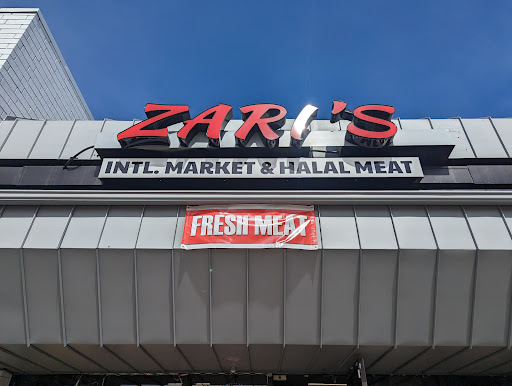 ZARI'S
INTL. MARKET & HALAL MEAT
FRESH MEAT